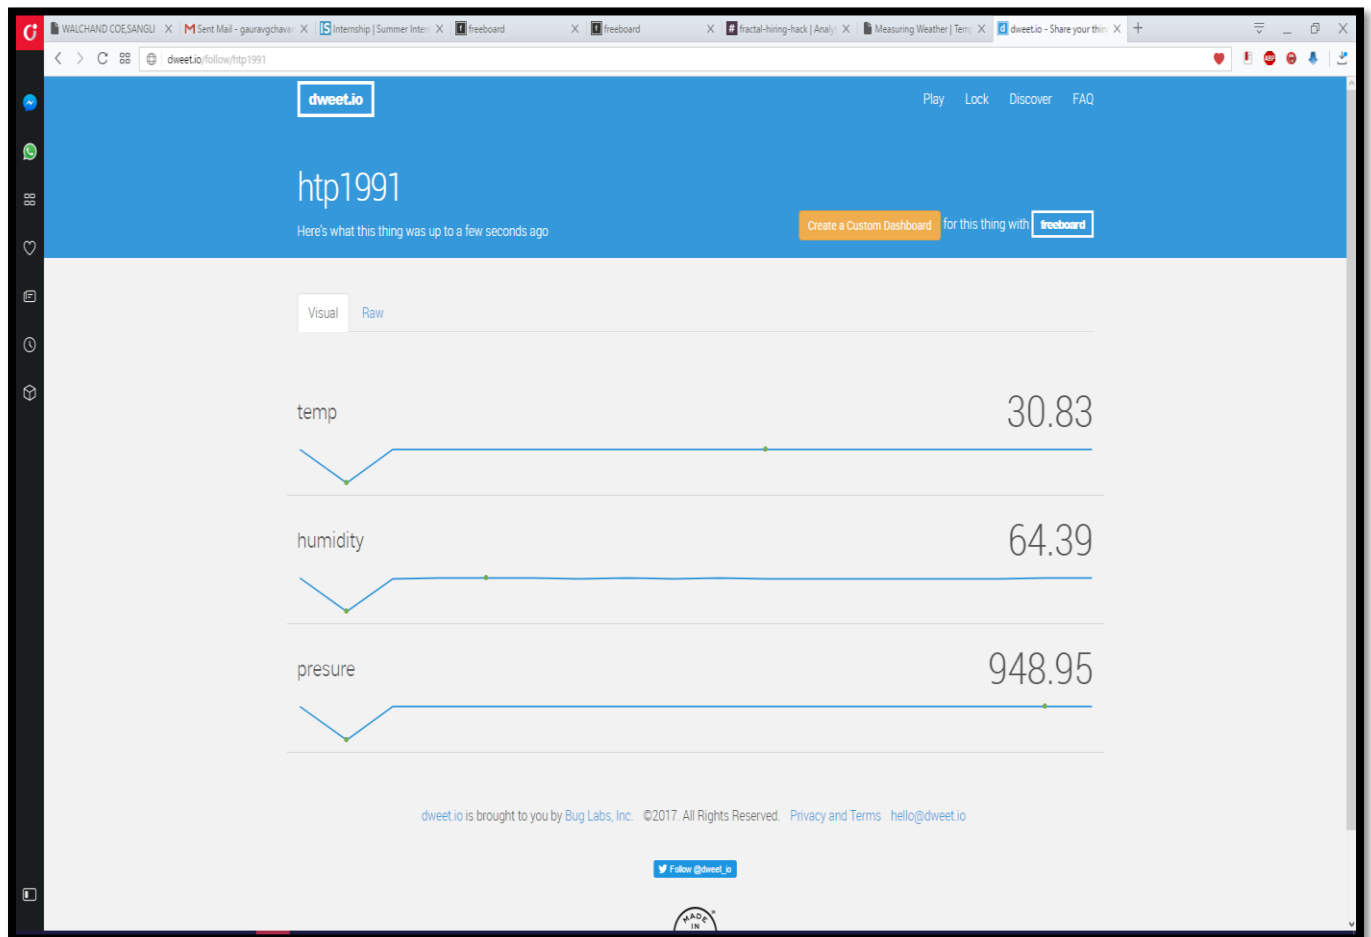 WALCHAND COE,SANGLI
Sent Mail - gauravgchava
Internship | Summer Inter
freeboard
freeboard
fractal-hiring-hack | Analy
Measuring Weather | Tem
dweet.io - Share your thin
dweet.io/follow/htp1991
ABP
dweet.io
Play Lock Discover FAQ
htp1991
Here's what this thing was up to a few seconds ago
Create a Custom Dashboard for this thing with freeboard
Visual Raw
temp 30.83
humidity 64.39
presure 948.95
dweet.io is brought to you by Bug Labs, Inc. ©2017. All Rights Reserved. Privacy and Terms hello@dweet.io
Follow @dweet_io
MADE
IN